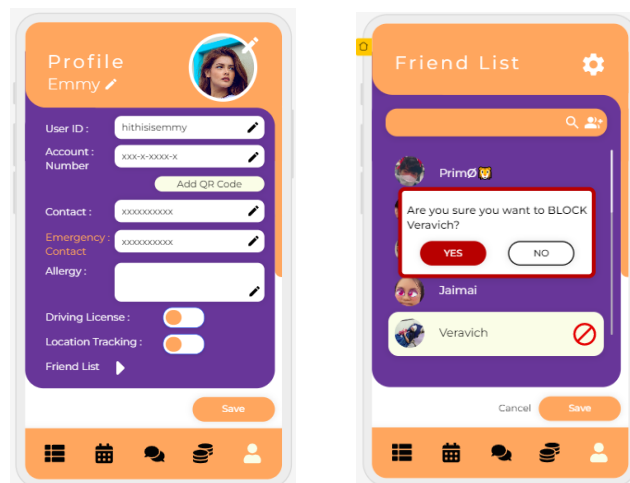 Profile
Emmy
User ID :
hithisisemmy
Account :
Number
xxx-x-xxxx-x
Add QR Code
Contact :
xxxxxxxxxx
Emergency :
Contact
xxxxxxxxxx
Allergy :
Driving License :
Location Tracking :
Friend List
Save
Friend List
PrimØ🐯
Are you sure you want to BLOCK
Veravich?
YES
NO
Jaimai
Veravich
Cancel
Save